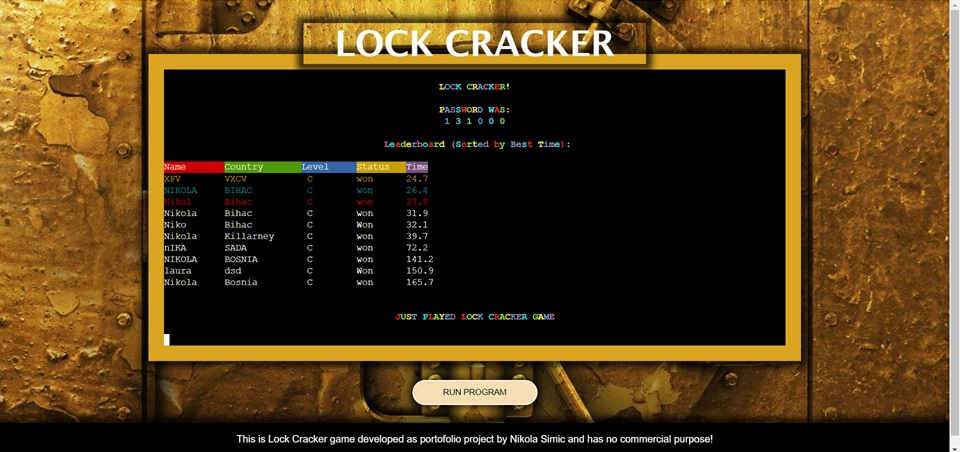 LOCK CRACKER
LOCK CRACKER!
PASSWORD WAS:
1 3 1 0 0 0
Leaderboard (Sorted by Best Time):
Name Country Level Status Time
XFV VXCV C won 24.7
NIKOLA BIHAC C won 26.4
Nikol Bihac C won 27.8
Nikola Bihac C won 31.9
Niko Bihac C Won 32.1
Nikola Killarney C won 39.7
nIKA SADA C won 72.2
NIKOLA BOSNIA C won 141.2
laura dsd C Won 150.9
Nikola Bosnia C won 165.7
JUST PLAYED LOCK CRACKER GAME
RUN PROGRAM
This is Lock Cracker game developed as portofolio project by Nikola Simic and has no commercial purpose!